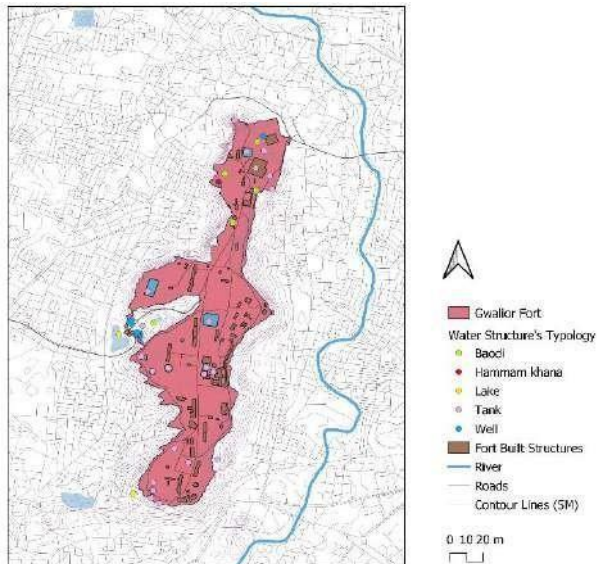 Gwalior Fort
Water Structure's Typology
Baodi
Hammam khana
Lake
Tank
Well
Fort Built Structures
River
Roads
Contour Lines (5M)
0 10 20 m